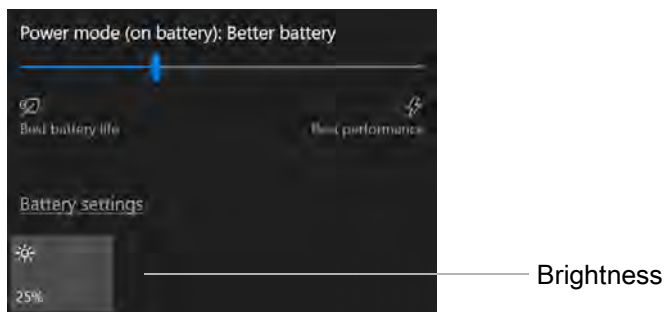 Power mode (on battery): Better battery
Best battery life
Best performance
Battery settings
25%
Brightness